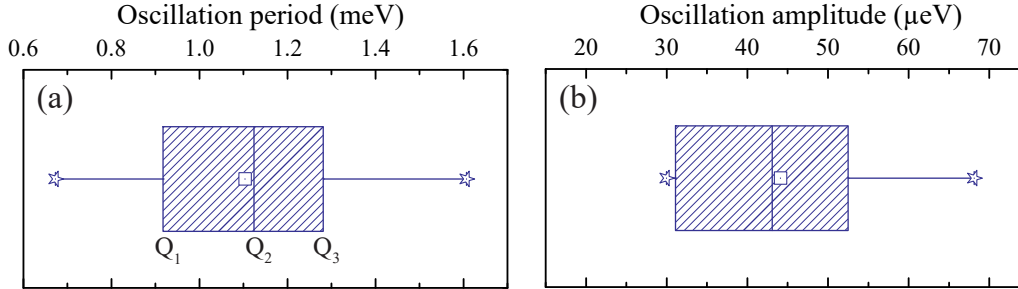 Oscillation period (meV)
0.6 0.8 1.0 1.2 1.4 1.6
(a)
Q1 Q2 Q3
Oscillation amplitude (µeV)
20 30 40 50 60 70
(b)